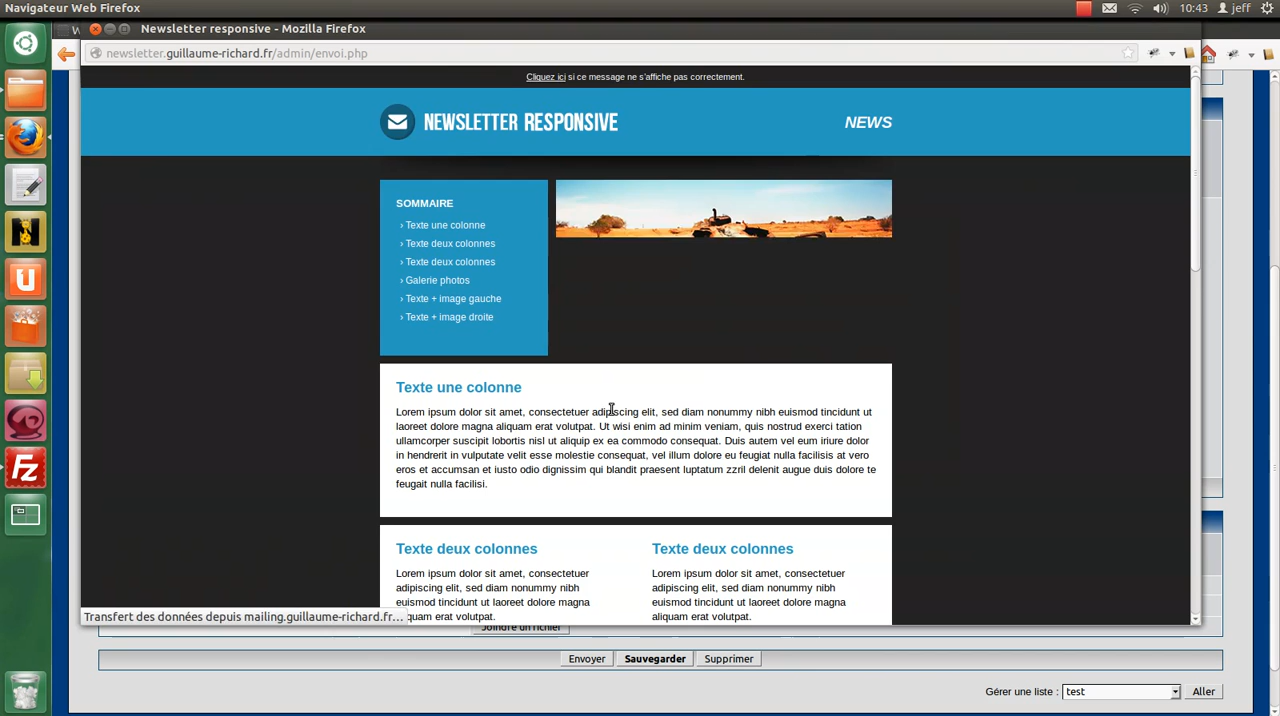 Navigateur Web Firefox
10:43 jeff
Newsletter responsive - Mozilla Firefox
newsletter.guillaume-richard.fr/admin/envoi.php
Cliquez ici si ce message ne s'affiche pas correctement.
NEWSLETTER RESPONSIVE
NEWS
SOMMAIRE
› Texte une colonne
› Texte deux colonnes
› Texte deux colonnes
› Galerie photos
› Texte + image gauche
› Texte + image droite
Texte une colonne
Lorem ipsum dolor sit amet, consectetuer adipiscing elit, sed diam nonummy nibh euismod tincidunt ut
laoreet dolore magna aliquam erat volutpat. Ut wisi enim ad minim veniam, quis nostrud exerci tation
ullamcorper suscipit lobortis nisl ut aliquip ex ea commodo consequat. Duis autem vel eum iriure dolor
in hendrerit in vulputate velit esse molestie consequat, vel illum dolore eu feugiat nulla facilisis at vero
eros et accumsan et iusto odio dignissim qui blandit praesent luptatum zzril delenit augue duis dolore te
feugait nulla facilisi.
Texte deux colonnes
Lorem ipsum dolor sit amet, consectetuer
adipiscing elit, sed diam nonummy nibh
euismod tincidunt ut laoreet dolore magna
aliquam erat volutpat.
Texte deux colonnes
Lorem ipsum dolor sit amet, consectetuer
adipiscing elit, sed diam nonummy nibh
euismod tincidunt ut laoreet dolore magna
aliquam erat volutpat.
Transfert des données depuis mailing.guillaume-richard.fr…
Joindre un fichier
Envoyer Sauvegarder Supprimer
Gérer une liste : test Aller